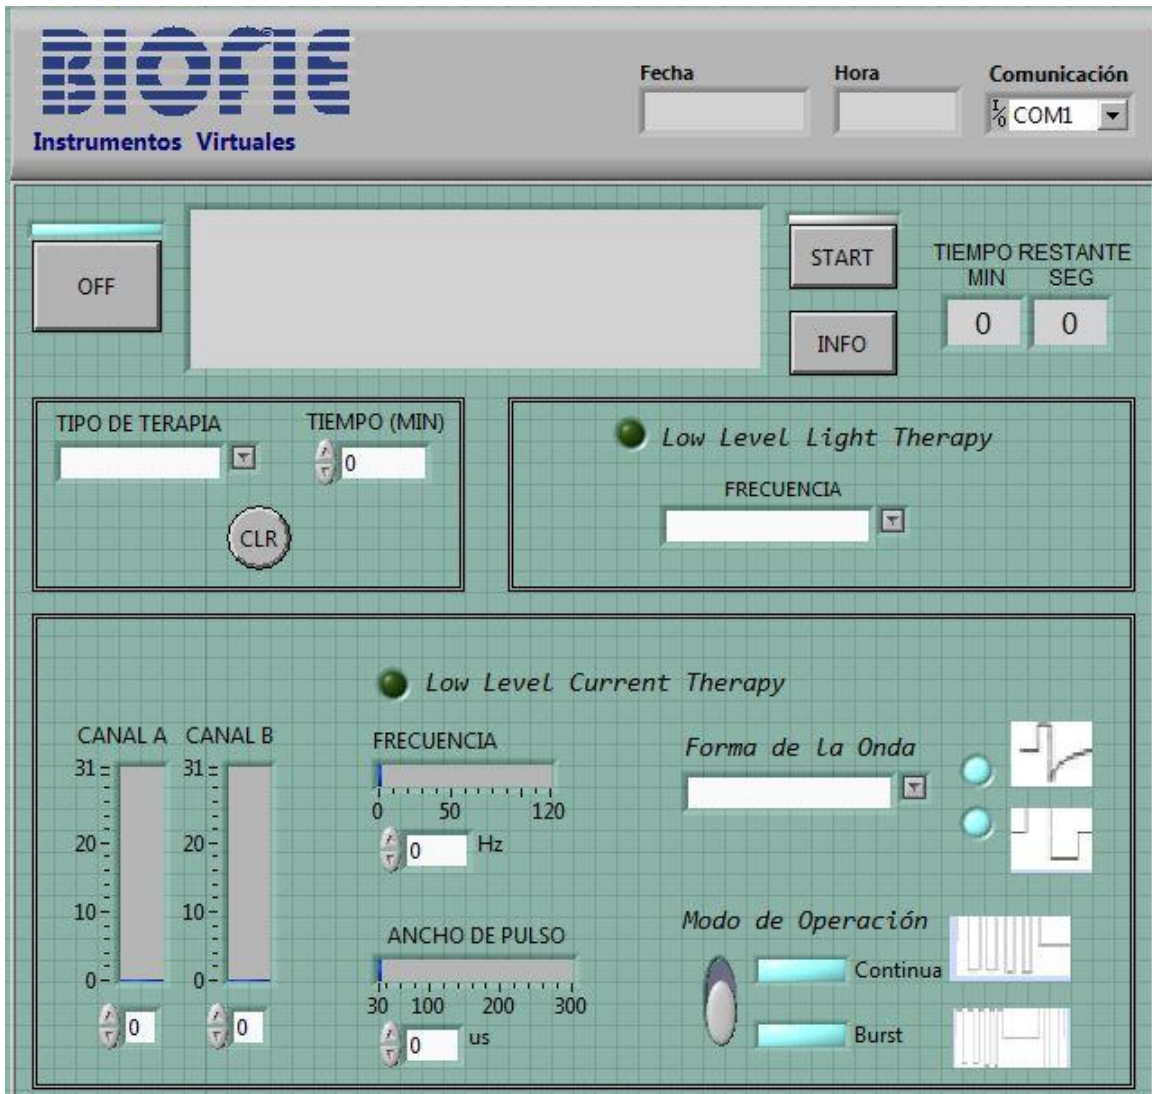 BIOFIE
®
Instrumentos Virtuales
Fecha
Hora
Comunicación
I/O COM1
OFF
START
INFO
TIEMPO RESTANTE
MIN SEG
0 0
TIPO DE TERAPIA
TIEMPO (MIN)
0
CLR
Low Level Light Therapy
FRECUENCIA
Low Level Current Therapy
CANAL A
31
20
10
0
0
CANAL B
31
20
10
0
0
FRECUENCIA
0 50 120
0 Hz
ANCHO DE PULSO
30 100 200 300
0 us
Forma de la Onda
Modo de Operación
Continua
Burst